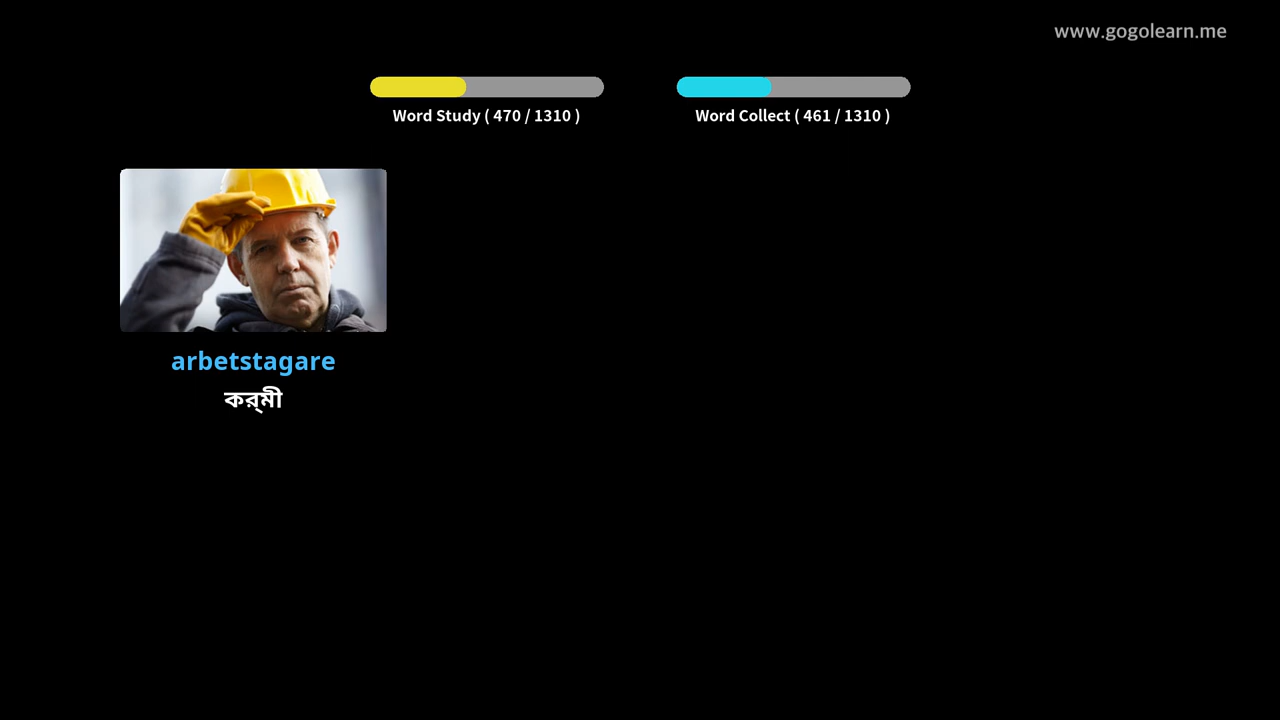 www.gogolearn.me
Word Study ( 470 / 1310 )
Word Collect ( 461 / 1310 )
arbetstagare
কর্মী